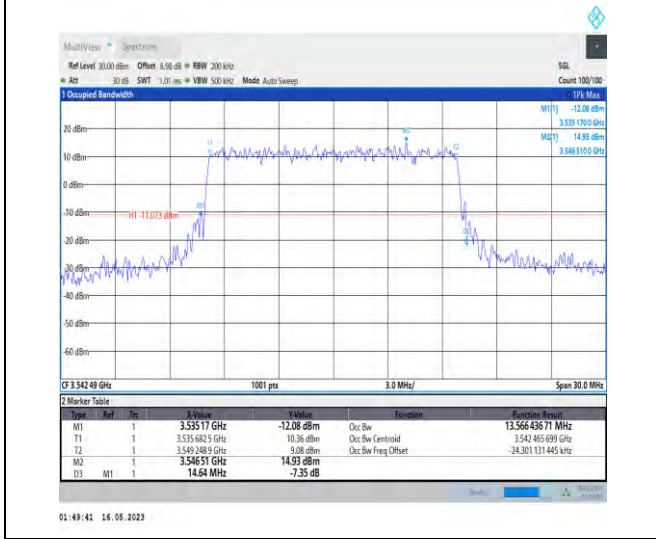 MultiView Spectrum
Ref Level 30.00 dBm Offset 8.98 dB RBW 200 kHz SGL
Att 30 dB SWT 1.01 ms VBW 500 kHz Mode Auto Sweep Count 100/100
1 Occupied Bandwidth 1Pk Max
M1[1] -12.08 dBm
3.535 170 0 GHz
M2[1] 14.93 dBm
3.546 510 0 GHz
M2
T1
T2
20 dBm
10 dBm
0 dBm
-10 dBm
H1 -11.073 dBm
-20 dBm
-30 dBm
-40 dBm
-50 dBm
-60 dBm
CF 3.542 49 GHz 1001 pts 3.0 MHz/ Span 30.0 MHz
2 Marker Table
Type Ref Trc X-Value Y-Value Function Function Result
M1 1 3.535 17 GHz -12.08 dBm Occ Bw 13.566 436 71 MHz
T1 1 3.535 682 5 GHz 10.36 dBm Occ Bw Centroid 3.542 465 699 GHz
T2 1 3.549 248 9 GHz 9.08 dBm Occ Bw Freq Offset -24.301 131 445 kHz
M2 1 3.546 51 GHz 14.93 dBm
D3 M1 1 14.64 MHz -7.35 dB
01:49:41 16.05.2023